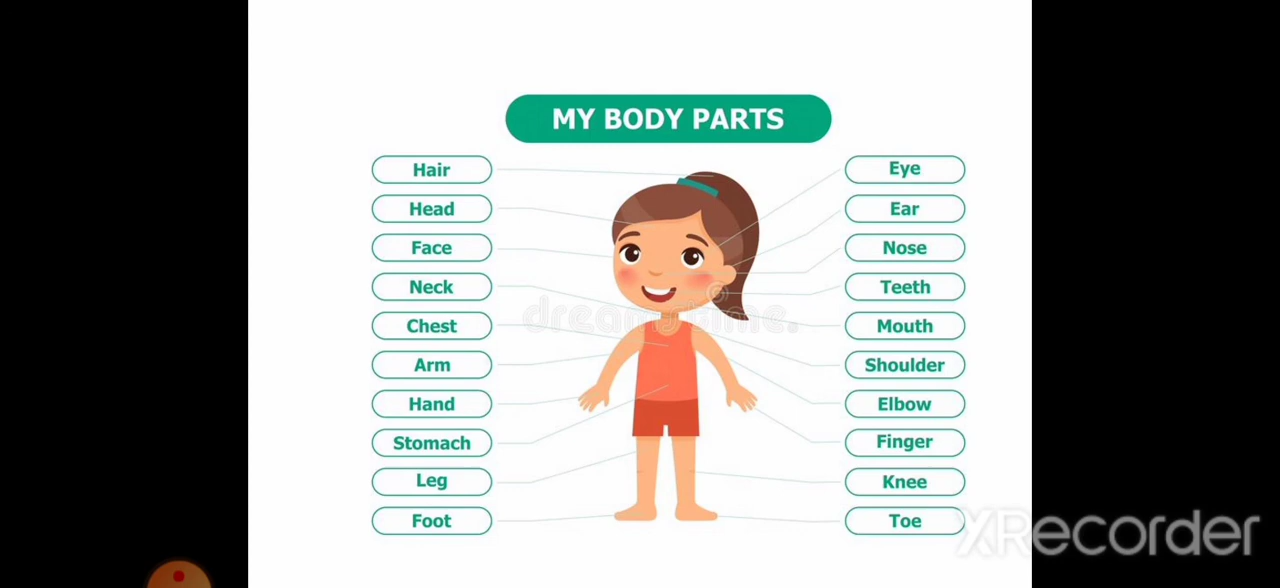 MY BODY PARTS
Hair
Head
Face
Neck
Chest
Arm
Hand
Stomach
Leg
Foot
Eye
Ear
Nose
Teeth
Mouth
Shoulder
Elbow
Finger
Knee
Toe
dreamstime.
XRecorder